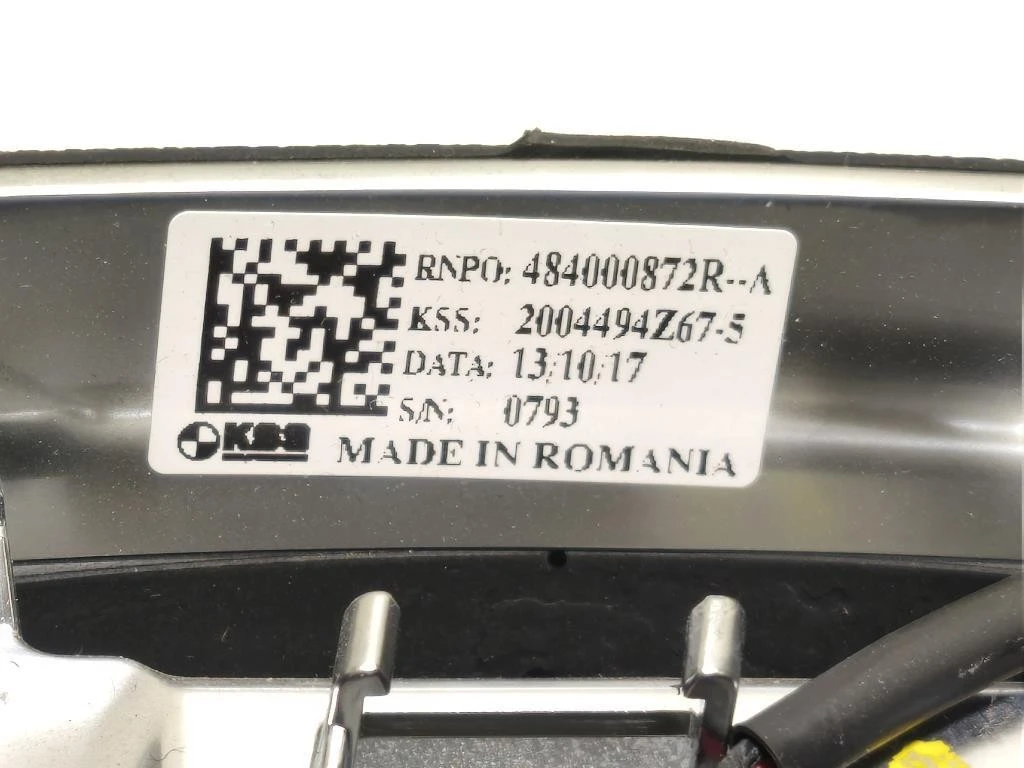 RNPO: 484000872R--A
KSS: 2004494Z67-5
DATA: 13/10/17
S/N: 0793
KSS
MADE IN ROMANIA